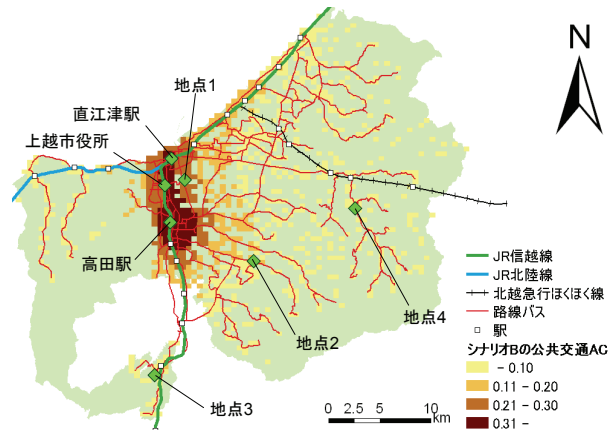 N
地点1
直江津駅
上越市役所
高田駅
地点2
地点4
地点3
JR信越線
JR北陸線
北越急行ほくほく線
路線バス
駅
シナリオBの公共交通AC
- 0.10
0.11 - 0.20
0.21 - 0.30
0.31 -
0 2.5 5 10
km